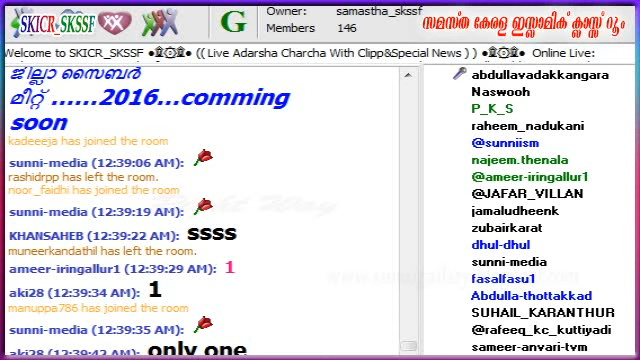 SKICR SKSSF
G
Owner: samastha_skssf
Members 146
സമസ്ത കേരള ഇസ്ലാമിക് ക്ലാസ്സ് റൂം
Welcome to SKICR_SKSSF ●۩۞۩● (( Live Adarsha Charcha With Clipp&Special News ) ) ●۩۞۩● Online Live:
ജില്ലാ സൈബർ
മീറ്റ് ......2016...comming
soon
kadeeeja has joined the room
sunni-media (12:39:06 AM):
rashidrpp has left the room.
noor_faidhi has joined the room
sunni-media (12:39:19 AM):
KHANSAHEB (12:39:22 AM): ssss
muneerkandathil has left the room.
ameer-iringallur1 (12:39:29 AM): 1
aki28 (12:39:34 AM): 1
manuppa786 has joined the room
sunni-media (12:39:35 AM):
aki28 (12:39:42 AM): only one
abdullavadakkangara
Naswooh
P_K_S
raheem_nadukani
@sunniism
najeem.thenala
@ameer-iringallur1
@JAFAR_VILLAN
jamaludheenk
zubairkarat
dhul-dhul
sunni-media
fasalfasu1
Abdulla-thottakkad
SUHAIL_KARANTHUR
@rafeeq_kc_kuttiyadi
sameer-anvari-tvm